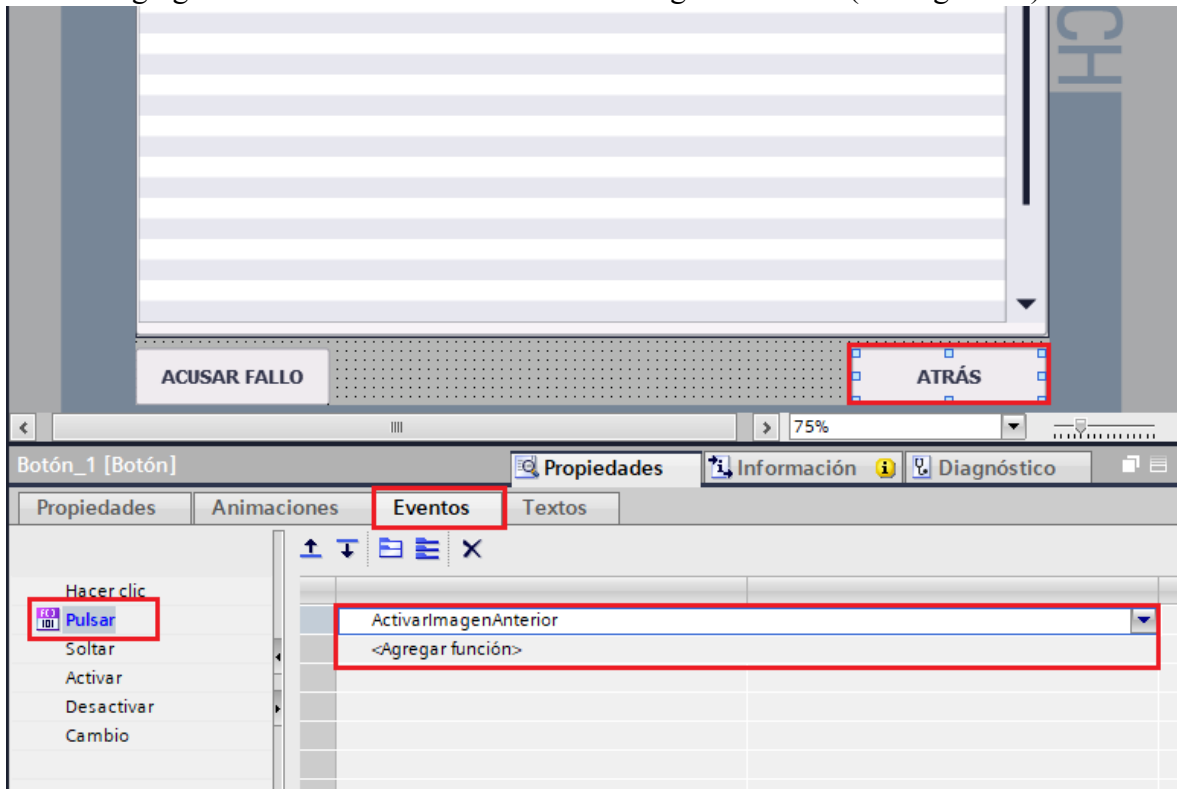 CH
ACUSAR FALLO
ATRÁS
75%
Botón_1 [Botón]
Propiedades
Información
Diagnóstico
Propiedades
Animaciones
Eventos
Textos
Hacer clic
Pulsar
ActivarImagenAnterior
Soltar
<Agregar función>
Activar
Desactivar
Cambio